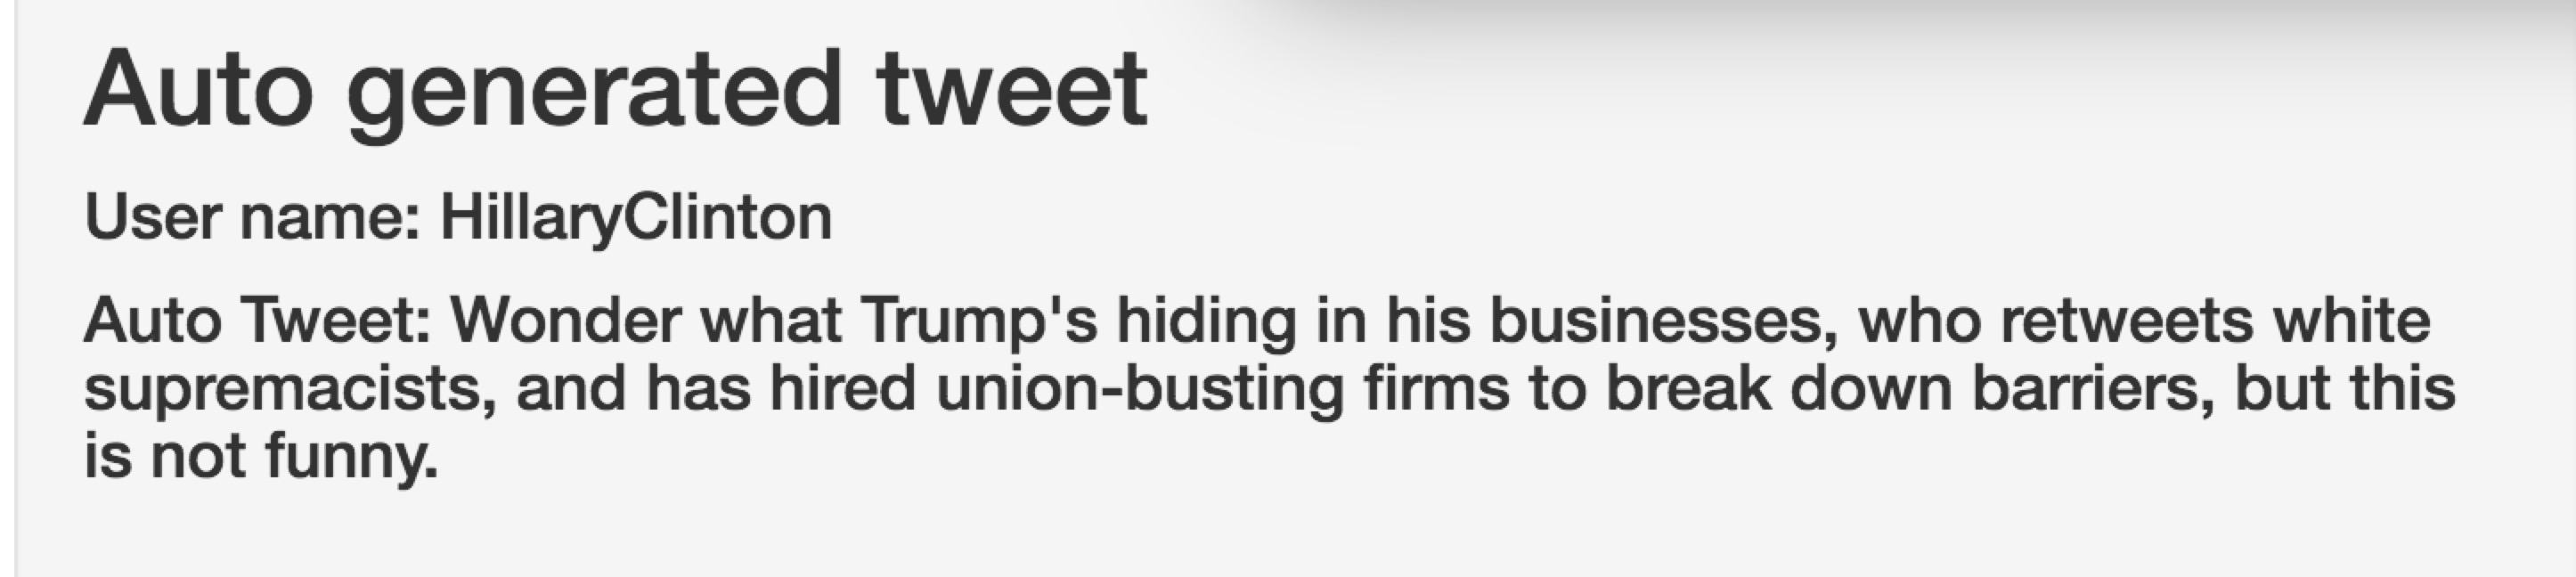 Auto generated tweet
User name: HillaryClinton
Auto Tweet: Wonder what Trump's hiding in his businesses, who retweets white
supremacists, and has hired union-busting firms to break down barriers, but this
is not funny.